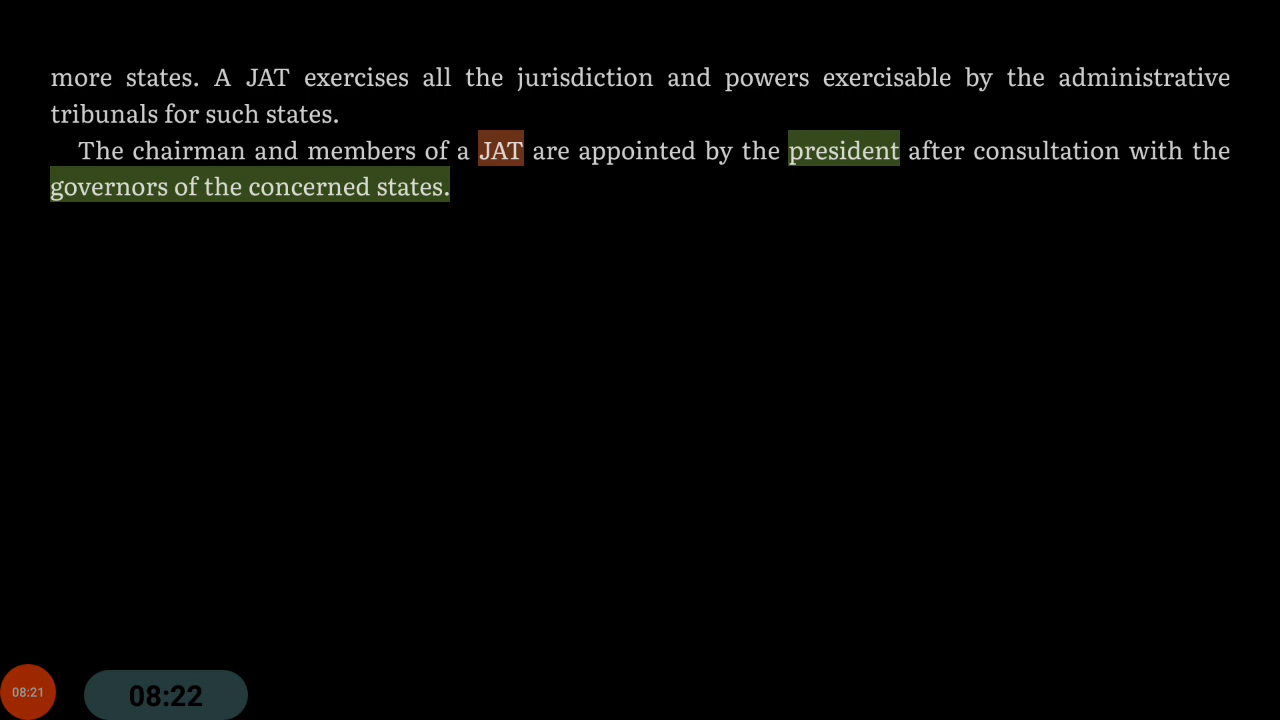 more states. A JAT exercises all the jurisdiction and powers exercisable by the administrative
tribunals for such states.
The chairman and members of a JAT are appointed by the president after consultation with the
governors of the concerned states.
08:21
08:22